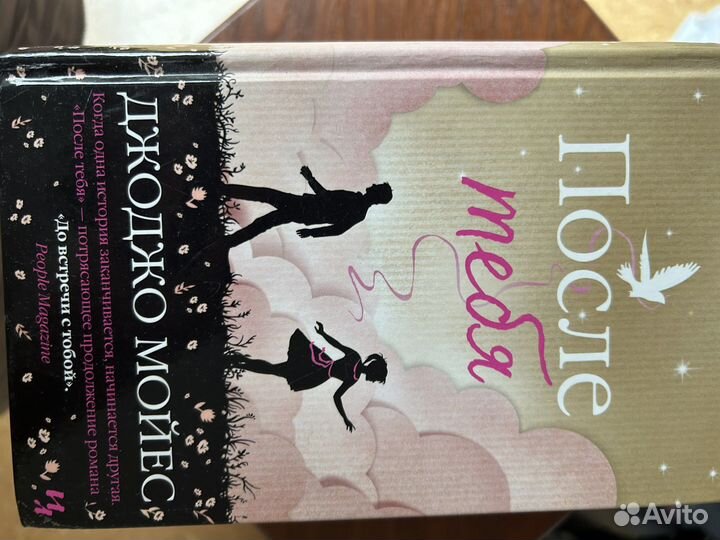 После
тебя
ДЖОДЖО МОЙЕС
Когда одна история заканчивается, начинается другая.
«После тебя» — потрясающее продолжение романа
«До встречи с тобой».
People Magazine
Avito